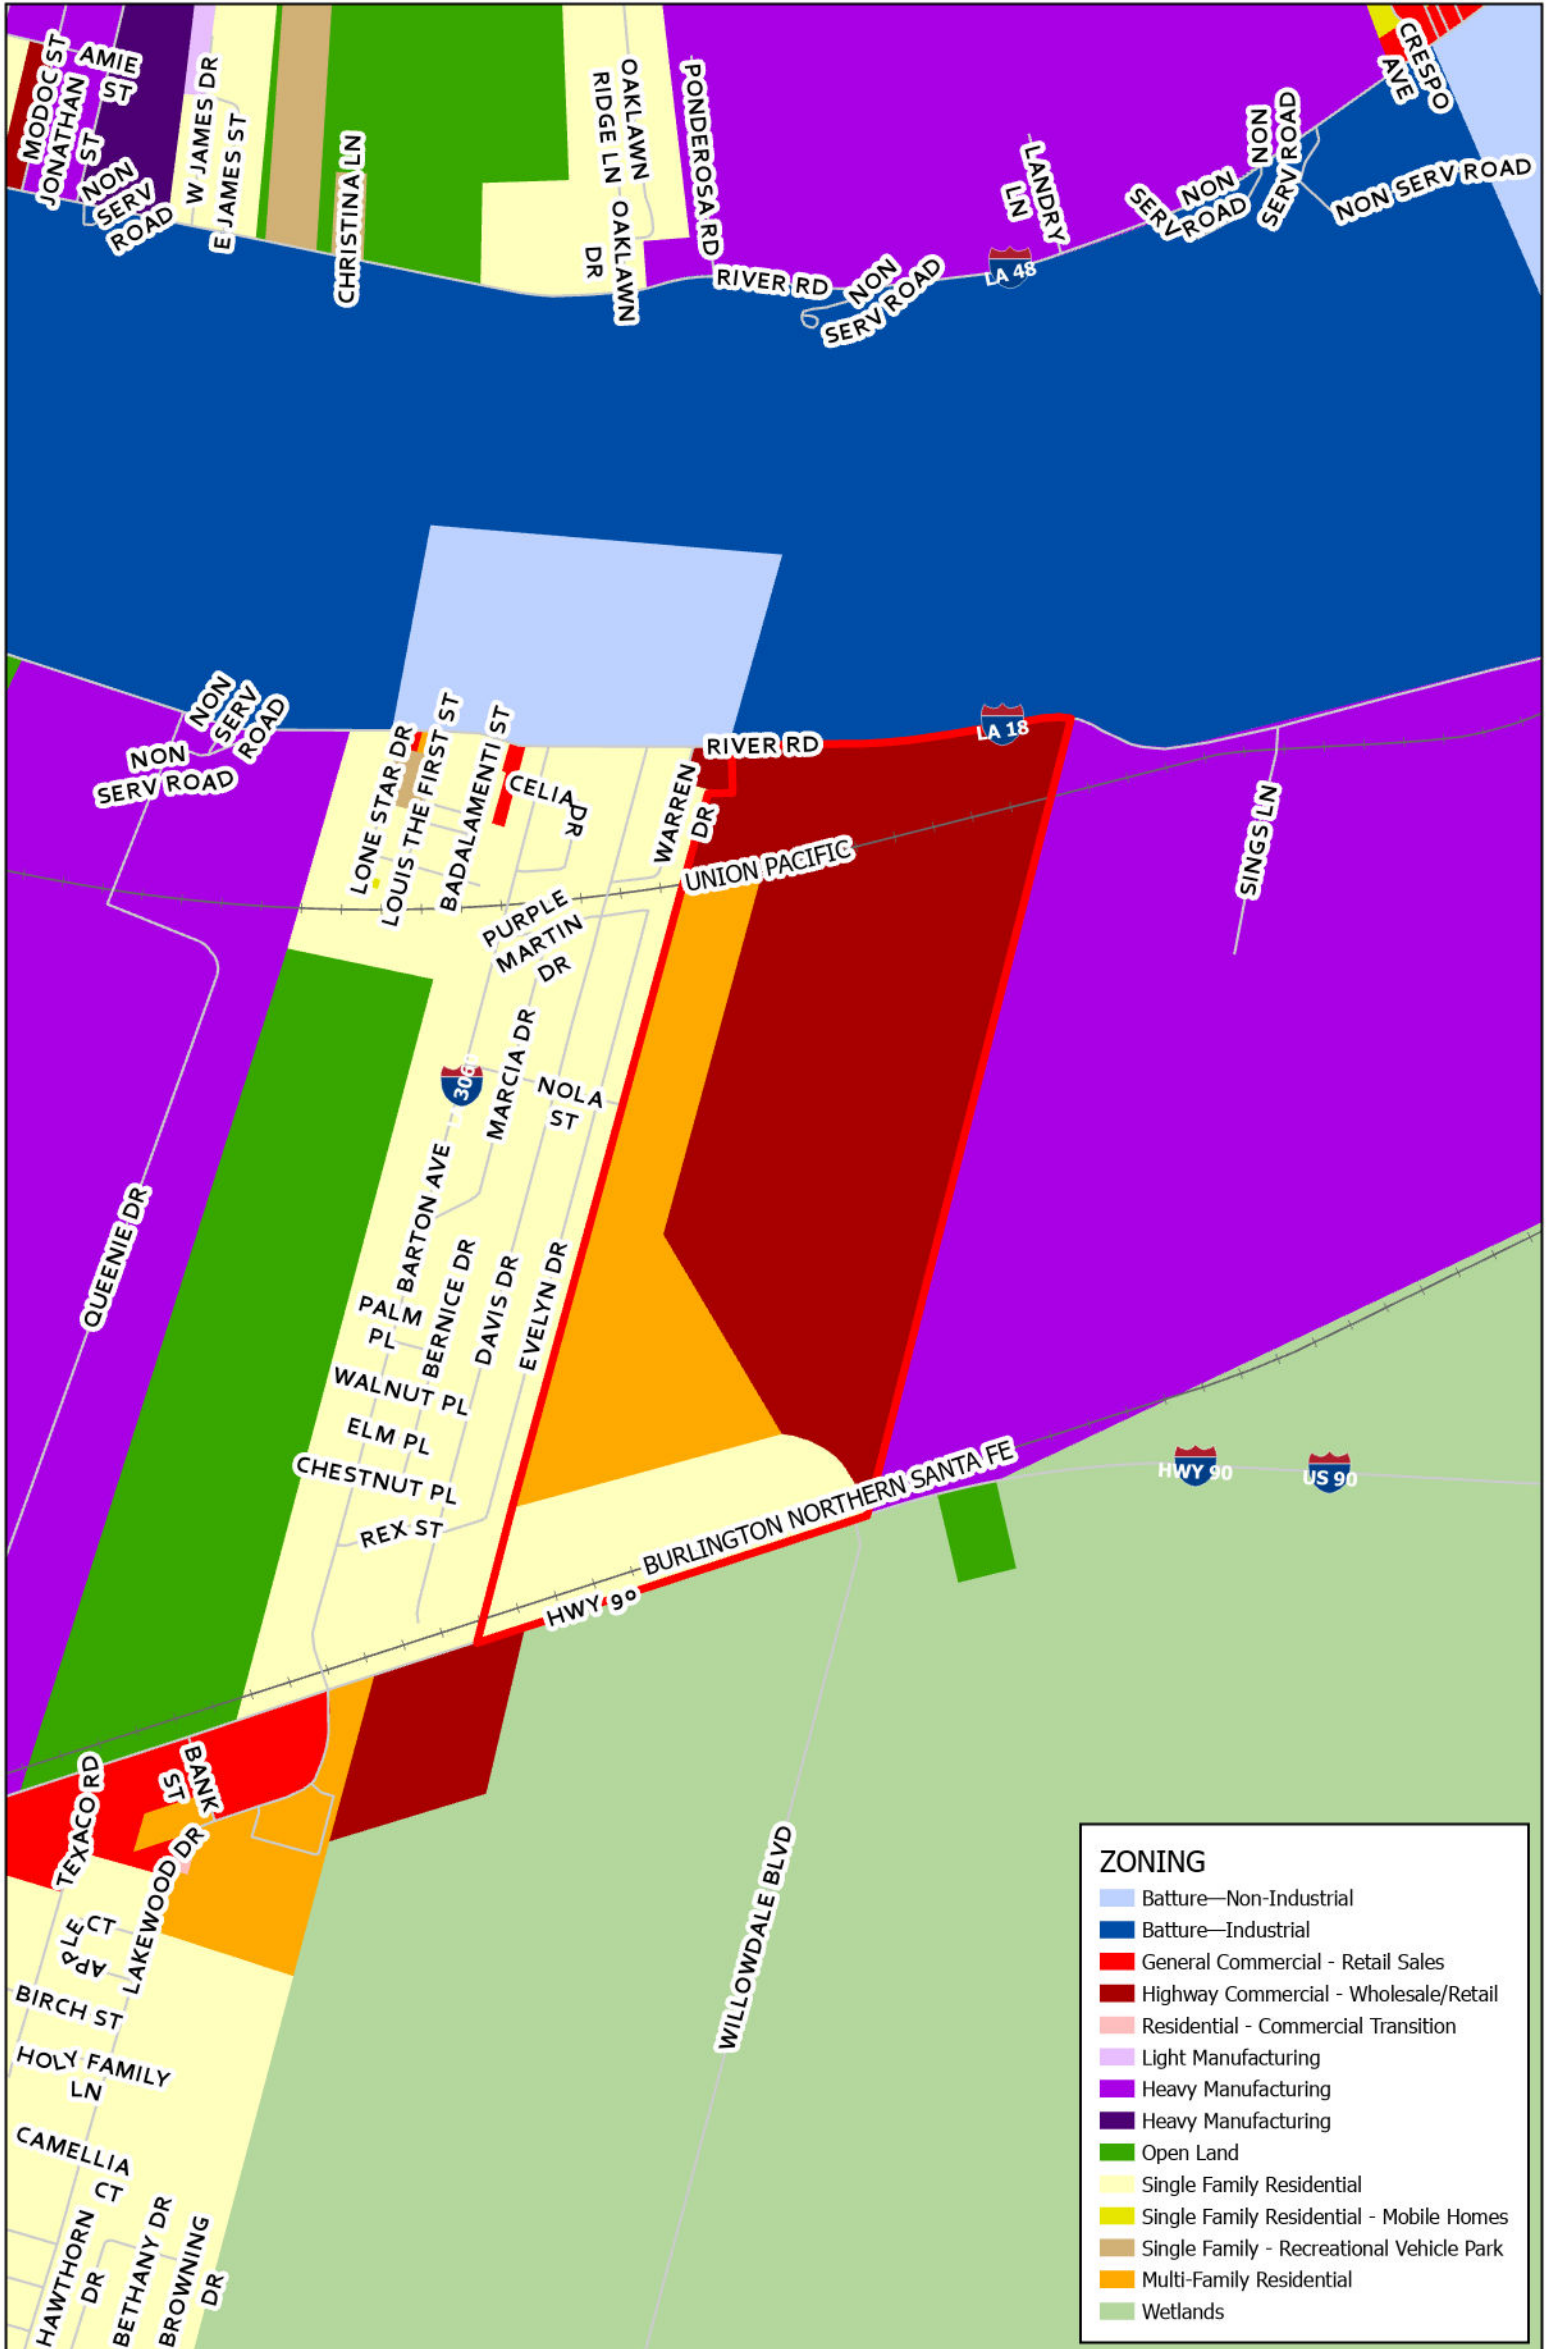 MODOC ST
AMIE
ST
JONATHAN
ST
NON
SERV
ROAD
W JAMES DR
E JAMES ST
CHRISTINA LN
RIDGE LN
OAKLAWN
OAKLAWN
DR
PONDEROSA RD
RIVER RD
NON
SERV ROAD
LA 48
LANDRY
LN
NON
SERV ROAD
NON
SERV ROAD
NON SERV ROAD
CRESPO
AVE
NON
SERV
ROAD
NON
SERV ROAD
LONE STAR DR
LOUIS THE FIRST ST
BADALAMENTI ST
CELIA
DR
WARREN
DR
RIVER RD
LA 18
UNION PACIFIC
SINGS LN
PURPLE
MARTIN
DR
MARCIA DR
NOLA
ST
306
BARTON AVE
QUEENIE DR
PALM
PL
BERNICE DR
DAVIS DR
EVELYN DR
WALNUT PL
ELM PL
CHESTNUT PL
REX ST
BURLINGTON NORTHERN SANTA FE
HWY 90
US 90
HWY 9
TEXACO RD
BANK
ST
LAKEWOOD DR
APPLE CT
BIRCH ST
HOLY FAMILY
LN
CAMELLIA
CT
HAWTHORN
DR
BETHANY DR
BROWNING
DR
WILLOWDALE BLVD
ZONING
Batture—Non-Industrial
Batture—Industrial
General Commercial - Retail Sales
Highway Commercial - Wholesale/Retail
Residential - Commercial Transition
Light Manufacturing
Heavy Manufacturing
Heavy Manufacturing
Open Land
Single Family Residential
Single Family Residential - Mobile Homes
Single Family - Recreational Vehicle Park
Multi-Family Residential
Wetlands